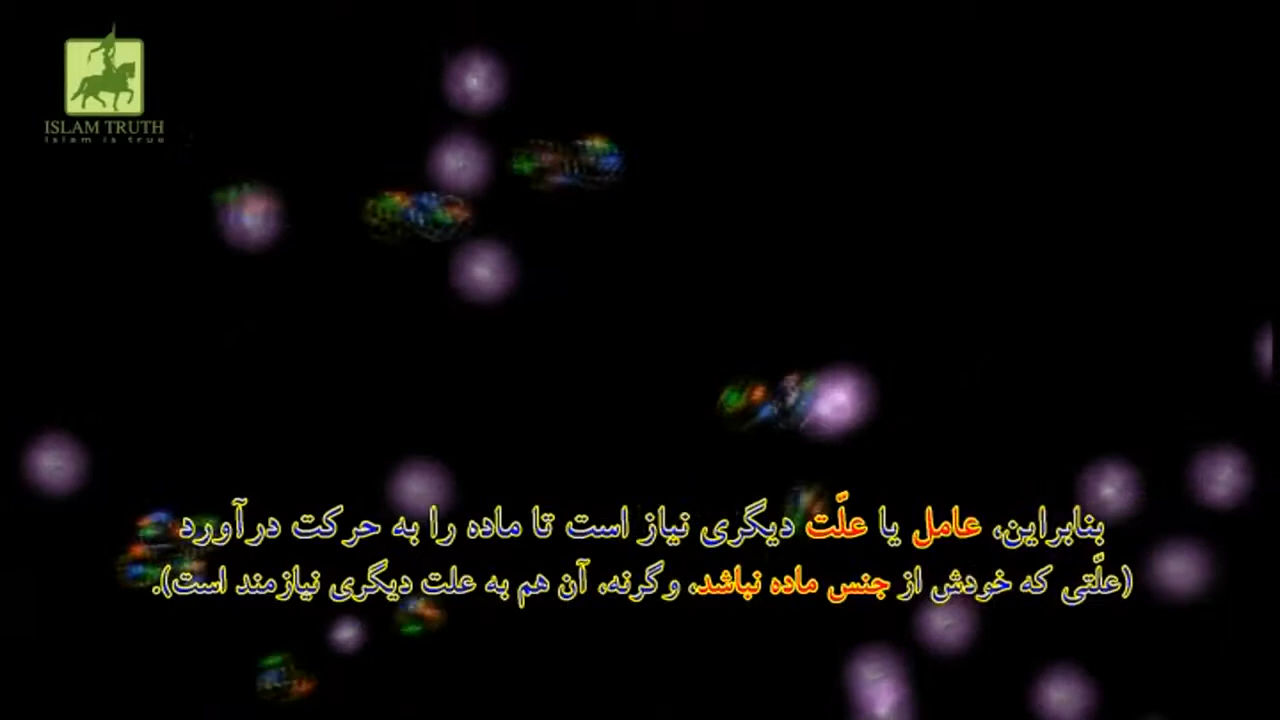 ISLAM TRUTH
islam is true
بنابراین، عامل یا علّت دیگری نیاز است تا ماده را به حرکت درآورد
(علّتی که خودش از جنس ماده نباشد، وگرنه، آن هم به علت دیگری نیازمند است).